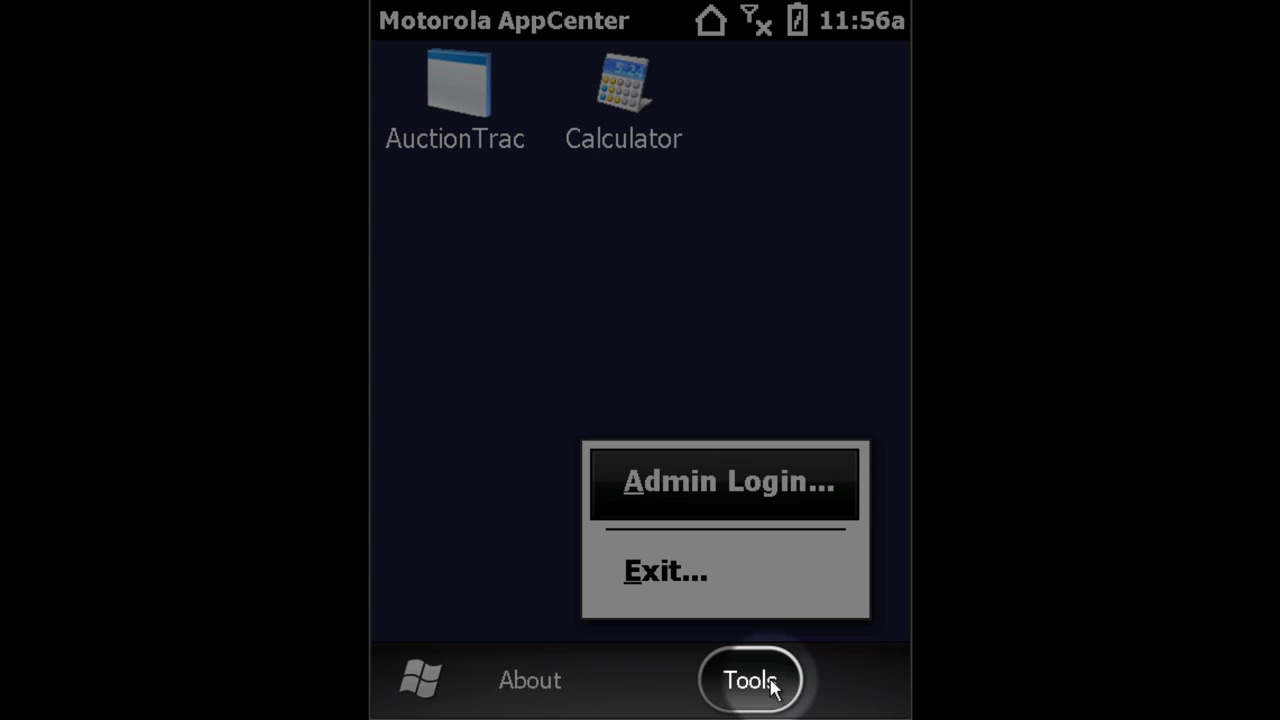 Motorola AppCenter 11:56a
AuctionTrac Calculator
Admin Login...
Exit...
About Tools